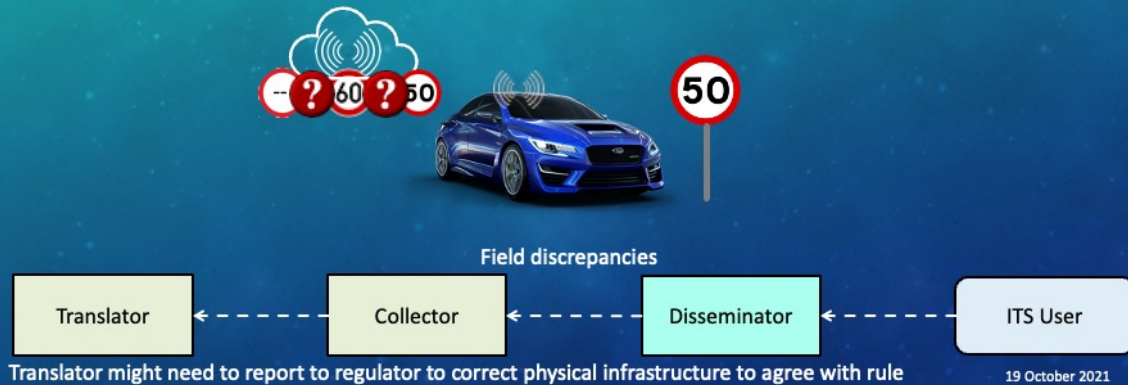 -- ? 60 ? 50
50
Field discrepancies
Translator
Collector
Disseminator
ITS User
Translator might need to report to regulator to correct physical infrastructure to agree with rule
19 October 2021